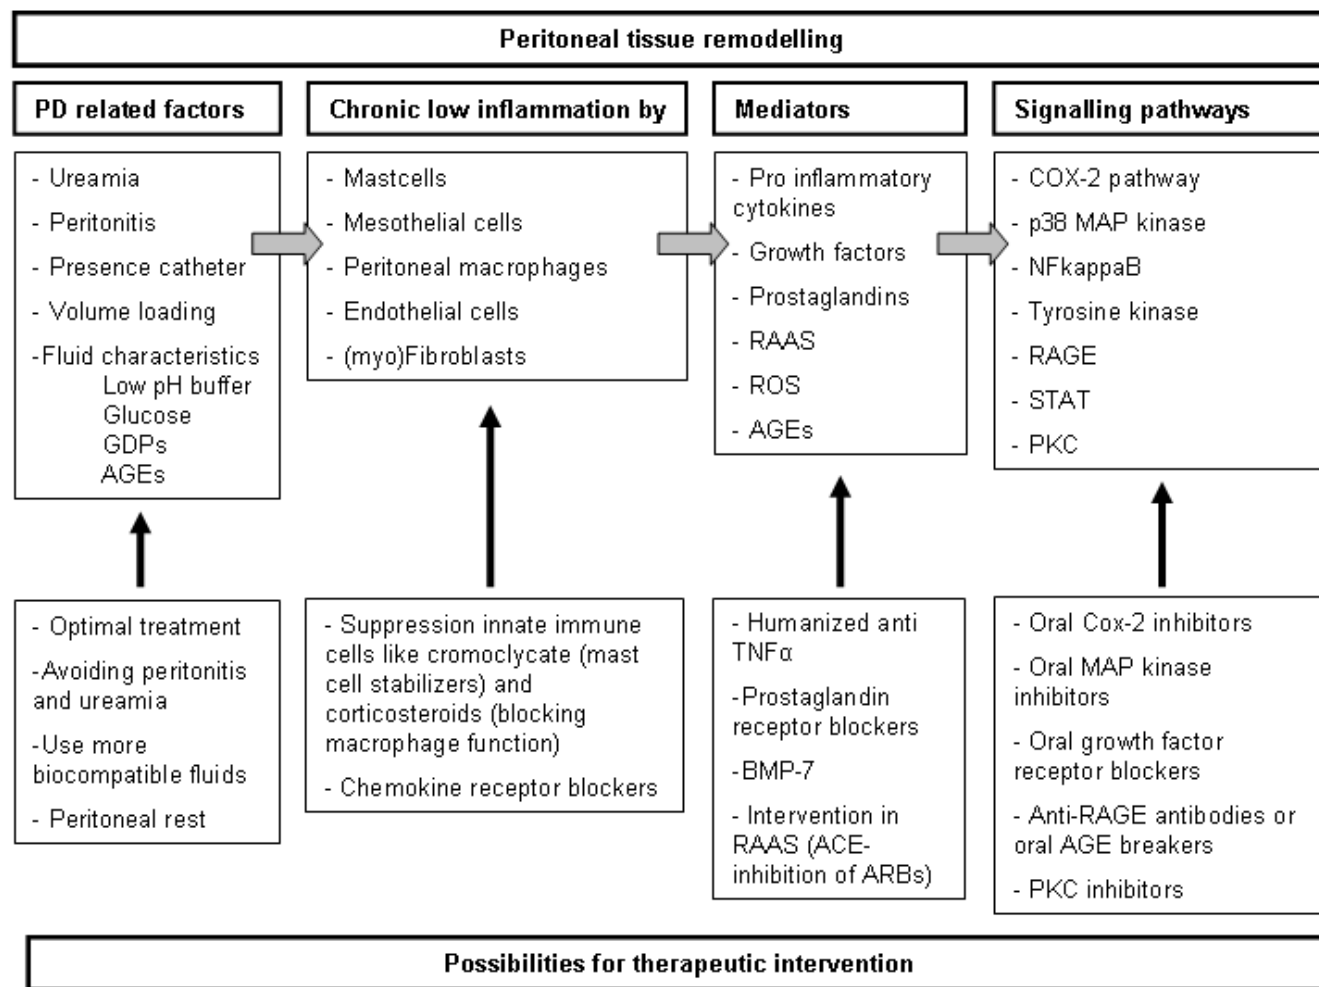 Peritoneal tissue remodelling
PD related factors
Chronic low inflammation by
Mediators
Signalling pathways
- Ureamia
- Peritonitis
- Presence catheter
- Volume loading
-Fluid characteristics
Low pH buffer
Glucose
GDPs
AGEs
- Mastcells
- Mesothelial cells
- Peritoneal macrophages
- Endothelial cells
- (myo)Fibroblasts
- Pro inflammatory
cytokines
- Growth factors
- Prostaglandins
- RAAS
- ROS
- AGEs
- COX-2 pathway
- p38 MAP kinase
- NFkappaB
- Tyrosine kinase
- RAGE
- STAT
- PKC
- Optimal treatment
-Avoiding peritonitis
and ureamia
-Use more
biocompatible fluids
- Peritoneal rest
- Suppression innate immune
cells like cromoclycate (mast
cell stabilizers) and
corticosteroids (blocking
macrophage function)
- Chemokine receptor blockers
- Humanized anti
TNFα
-Prostaglandin
receptor blockers
-BMP-7
- Intervention in
RAAS (ACE-
inhibition of ARBs)
- Oral Cox-2 inhibitors
- Oral MAP kinase
inhibitors
- Oral growth factor
receptor blockers
- Anti-RAGE antibodies or
oral AGE breakers
- PKC inhibitors
Possibilities for therapeutic intervention